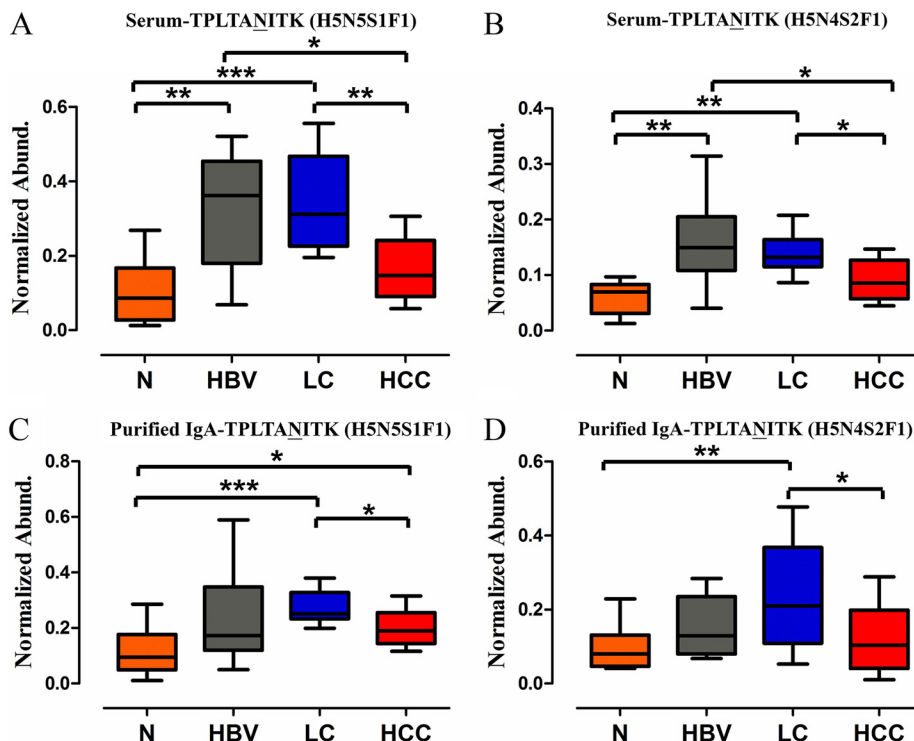 A
Serum-TPLTANITK (H5N5S1F1)
*
***
**
**
Normalized Abund.
0.6
0.4
0.2
0.0
N HBV LC HCC
B
Serum-TPLTANITK (H5N4S2F1)
*
**
**
*
Normalized Abund.
0.4
0.3
0.2
0.1
0.0
N HBV LC HCC
C
Purified IgA-TPLTANITK (H5N5S1F1)
*
***
*
Normalized Abund.
0.8
0.6
0.4
0.2
0.0
N HBV LC HCC
D
Purified IgA-TPLTANITK (H5N4S2F1)
**
*
Normalized Abund.
0.6
0.4
0.2
0.0
N HBV LC HCC